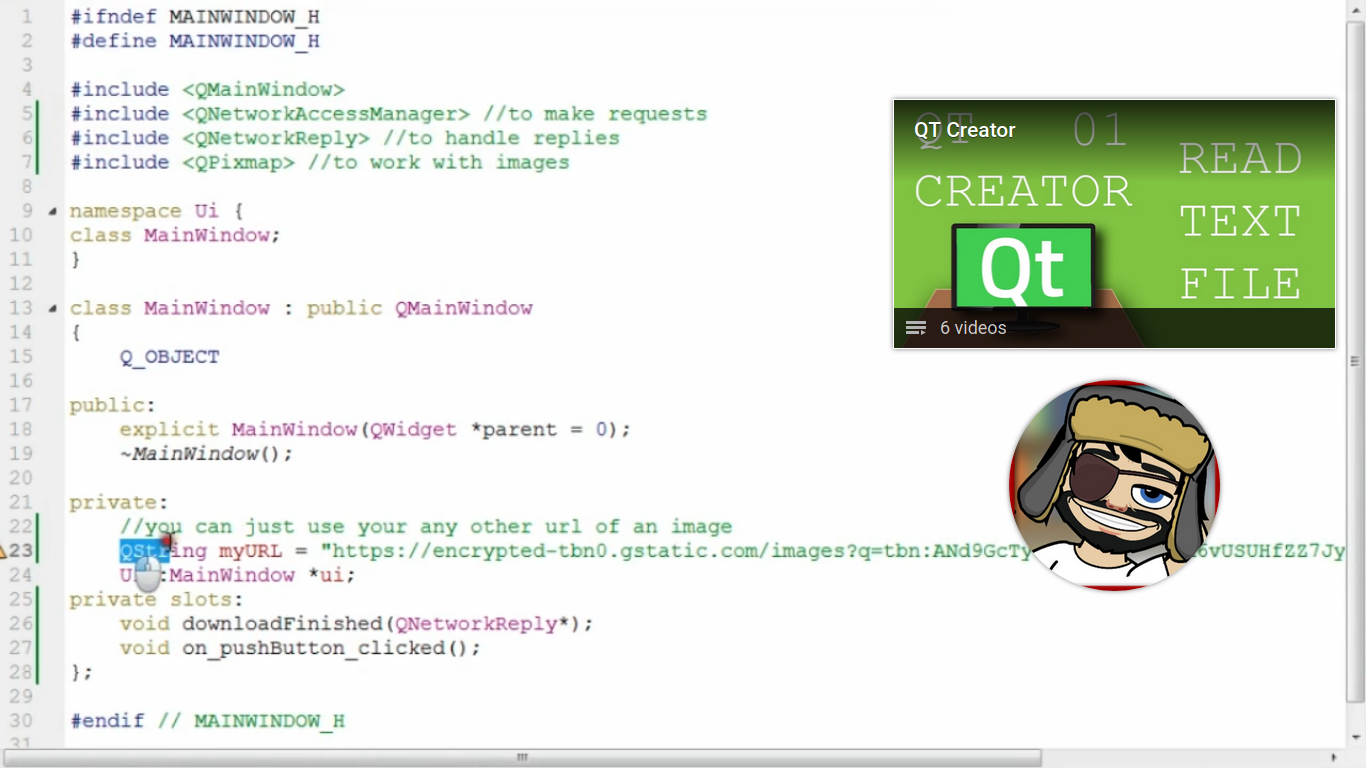 1 #ifndef MAINWINDOW_H
2 #define MAINWINDOW_H
3
4 #include <QMainWindow>
5 #include <QNetworkAccessManager> //to make requests
6 #include <QNetworkReply> //to handle replies
7 #include <QPixmap> //to work with images
8
9 namespace Ui {
10 class MainWindow;
11 }
12
13 class MainWindow : public QMainWindow
14 {
15 Q_OBJECT
16
17 public:
18 explicit MainWindow(QWidget *parent = 0);
19 ~MainWindow();
20
21 private:
22 //you can just use your any other url of an image
23 QString myURL = "https://encrypted-tbn0.gstatic.com/images?q=tbn:ANd9GcTy 6vUSUHfZZ7Jy
24 :MainWindow *ui;
25 private slots:
26 void downloadFinished(QNetworkReply*);
27 void on_pushButton_clicked();
28 };
29
30 #endif // MAINWINDOW_H
31
QT Creator
QT 01
CREATOR
READ
TEXT
FILE
Qt
6 videos